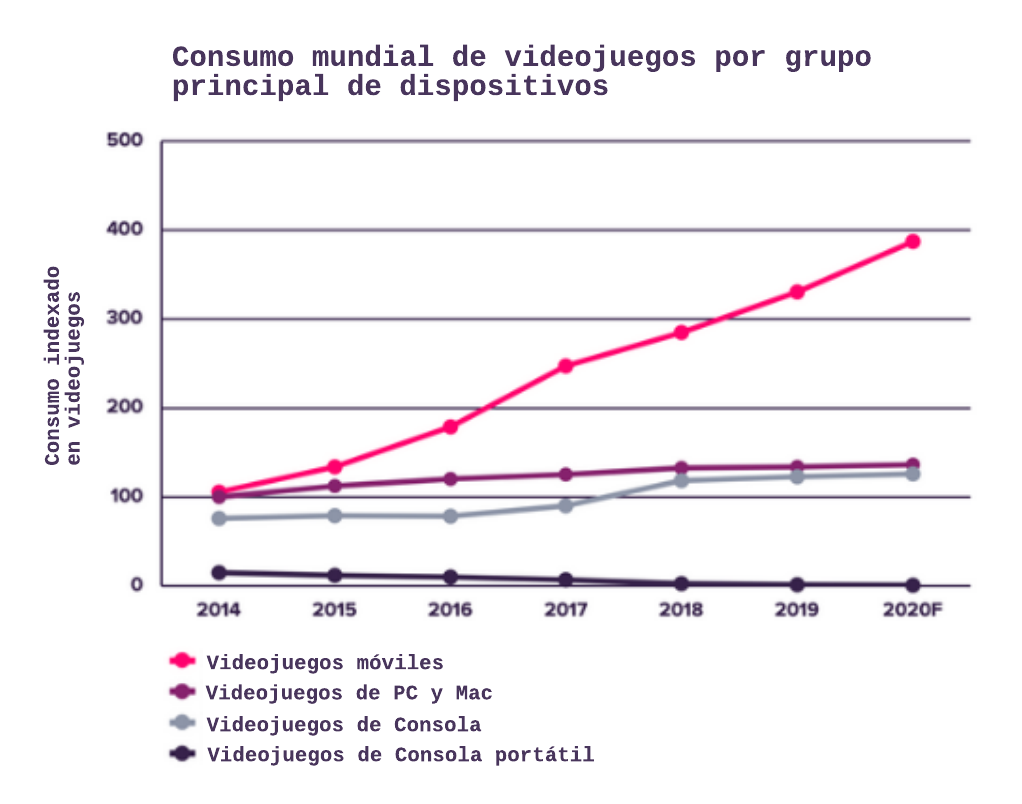 Consumo mundial de videojuegos por grupo
principal de dispositivos
500
400
300
200
100
0
Consumo indexado
en videojuegos
2014 2015 2016 2017 2018 2019 2020F
Videojuegos móviles
Videojuegos de PC y Mac
Videojuegos de Consola
Videojuegos de Consola portátil